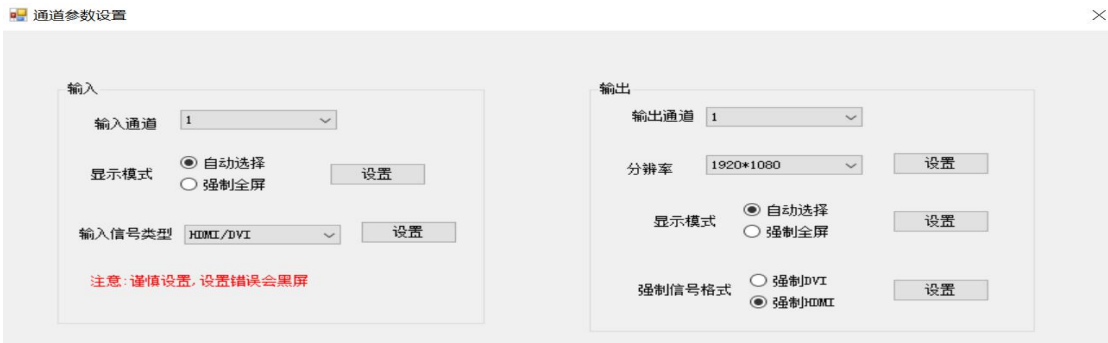 通道参数设置
输入
输入通道 1
显示模式 自动选择
强制全屏
设置
输入信号类型 HDMI/DVI 设置
注意:谨慎设置,设置错误会黑屏
输出
输出通道 1
分辨率 1920*1080 设置
显示模式 自动选择
强制全屏
设置
强制信号格式 强制DVI
强制HDMI
设置